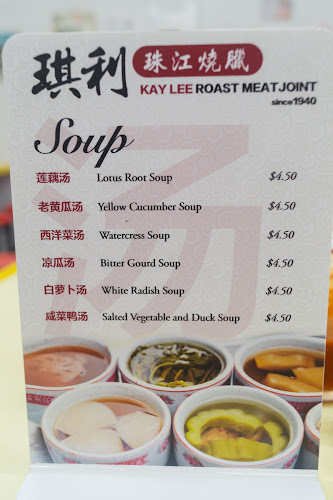 琪利 珠江燒臘
KAY LEE ROAST MEAT JOINT
since1940
Soup
汤
莲藕汤 Lotus Root Soup $4.50
老黄瓜汤 Yellow Cucumber Soup $4.50
西洋菜汤 Watercress Soup $4.50
凉瓜汤 Bitter Gourd Soup $4.50
白萝卜汤 White Radish Soup $4.50
咸菜鸭汤 Salted Vegetable and Duck Soup $4.50